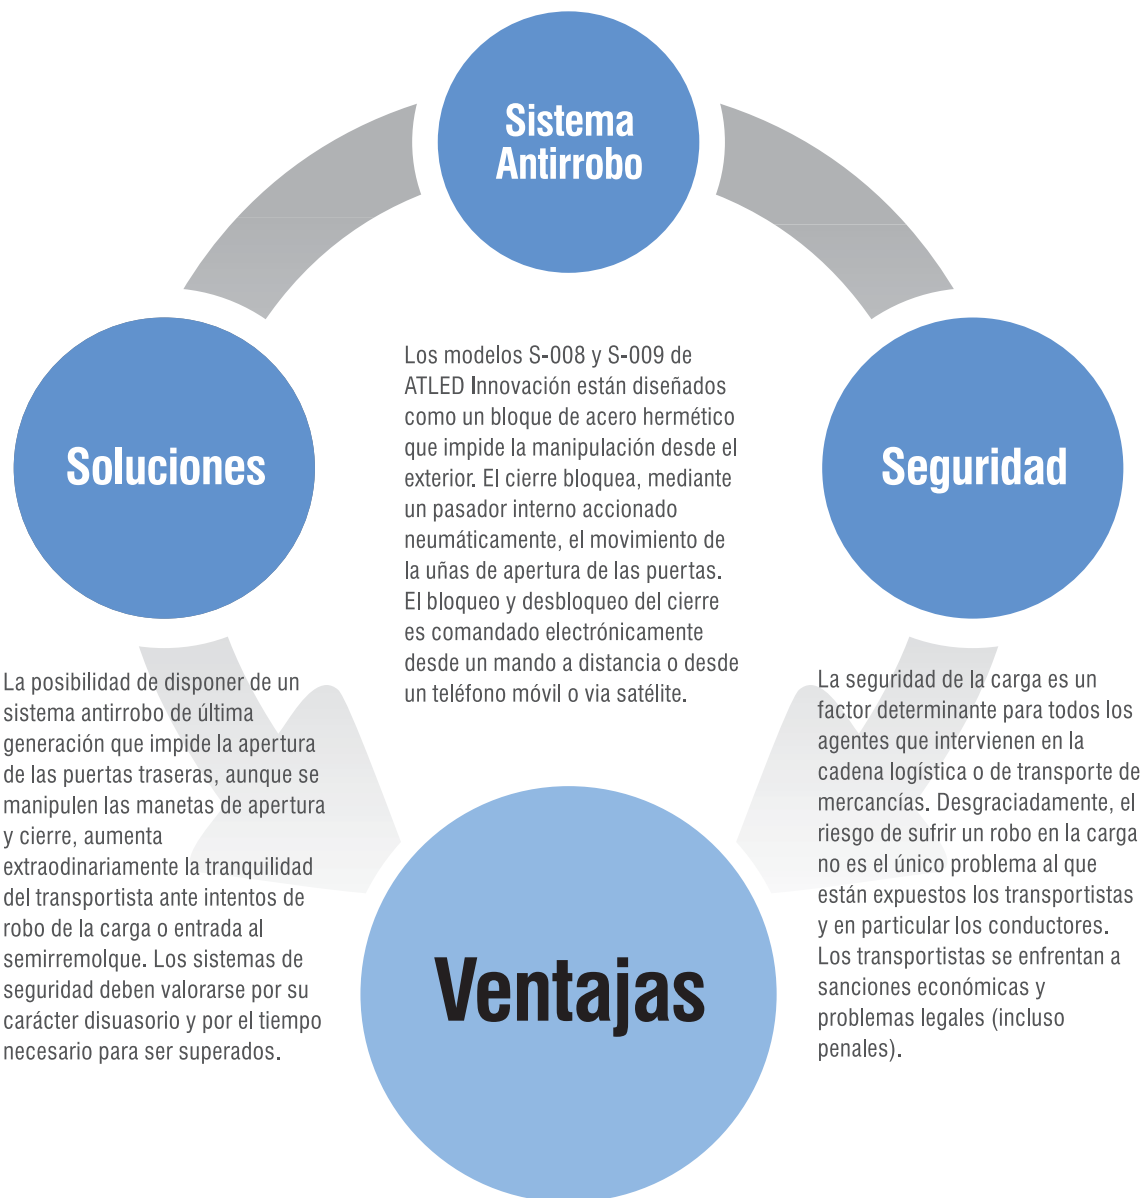 Sistema
Antirrobo
Soluciones
Seguridad
Los modelos S-008 y S-009 de
ATLED Innovación están diseñados
como un bloque de acero hermético
que impide la manipulación desde el
exterior. El cierre bloquea, mediante
un pasador interno accionado
neumáticamente, el movimiento de
la uñas de apertura de las puertas.
El bloqueo y desbloqueo del cierre
es comandado electrónicamente
desde un mando a distancia o desde
un teléfono móvil o via satélite.
La posibilidad de disponer de un
sistema antirrobo de última
generación que impide la apertura
de las puertas traseras, aunque se
manipulen las manetas de apertura
y cierre, aumenta
extraodinariamente la tranquilidad
del transportista ante intentos de
robo de la carga o entrada al
semirremolque. Los sistemas de
seguridad deben valorarse por su
carácter disuasorio y por el tiempo
necesario para ser superados.
La seguridad de la carga es un
factor determinante para todos los
agentes que intervienen en la
cadena logística o de transporte de
mercancías. Desgraciadamente, el
riesgo de sufrir un robo en la carga
no es el único problema al que
están expuestos los transportistas
y en particular los conductores.
Los transportistas se enfrentan a
sanciones económicas y
problemas legales (incluso
penales).
Ventajas